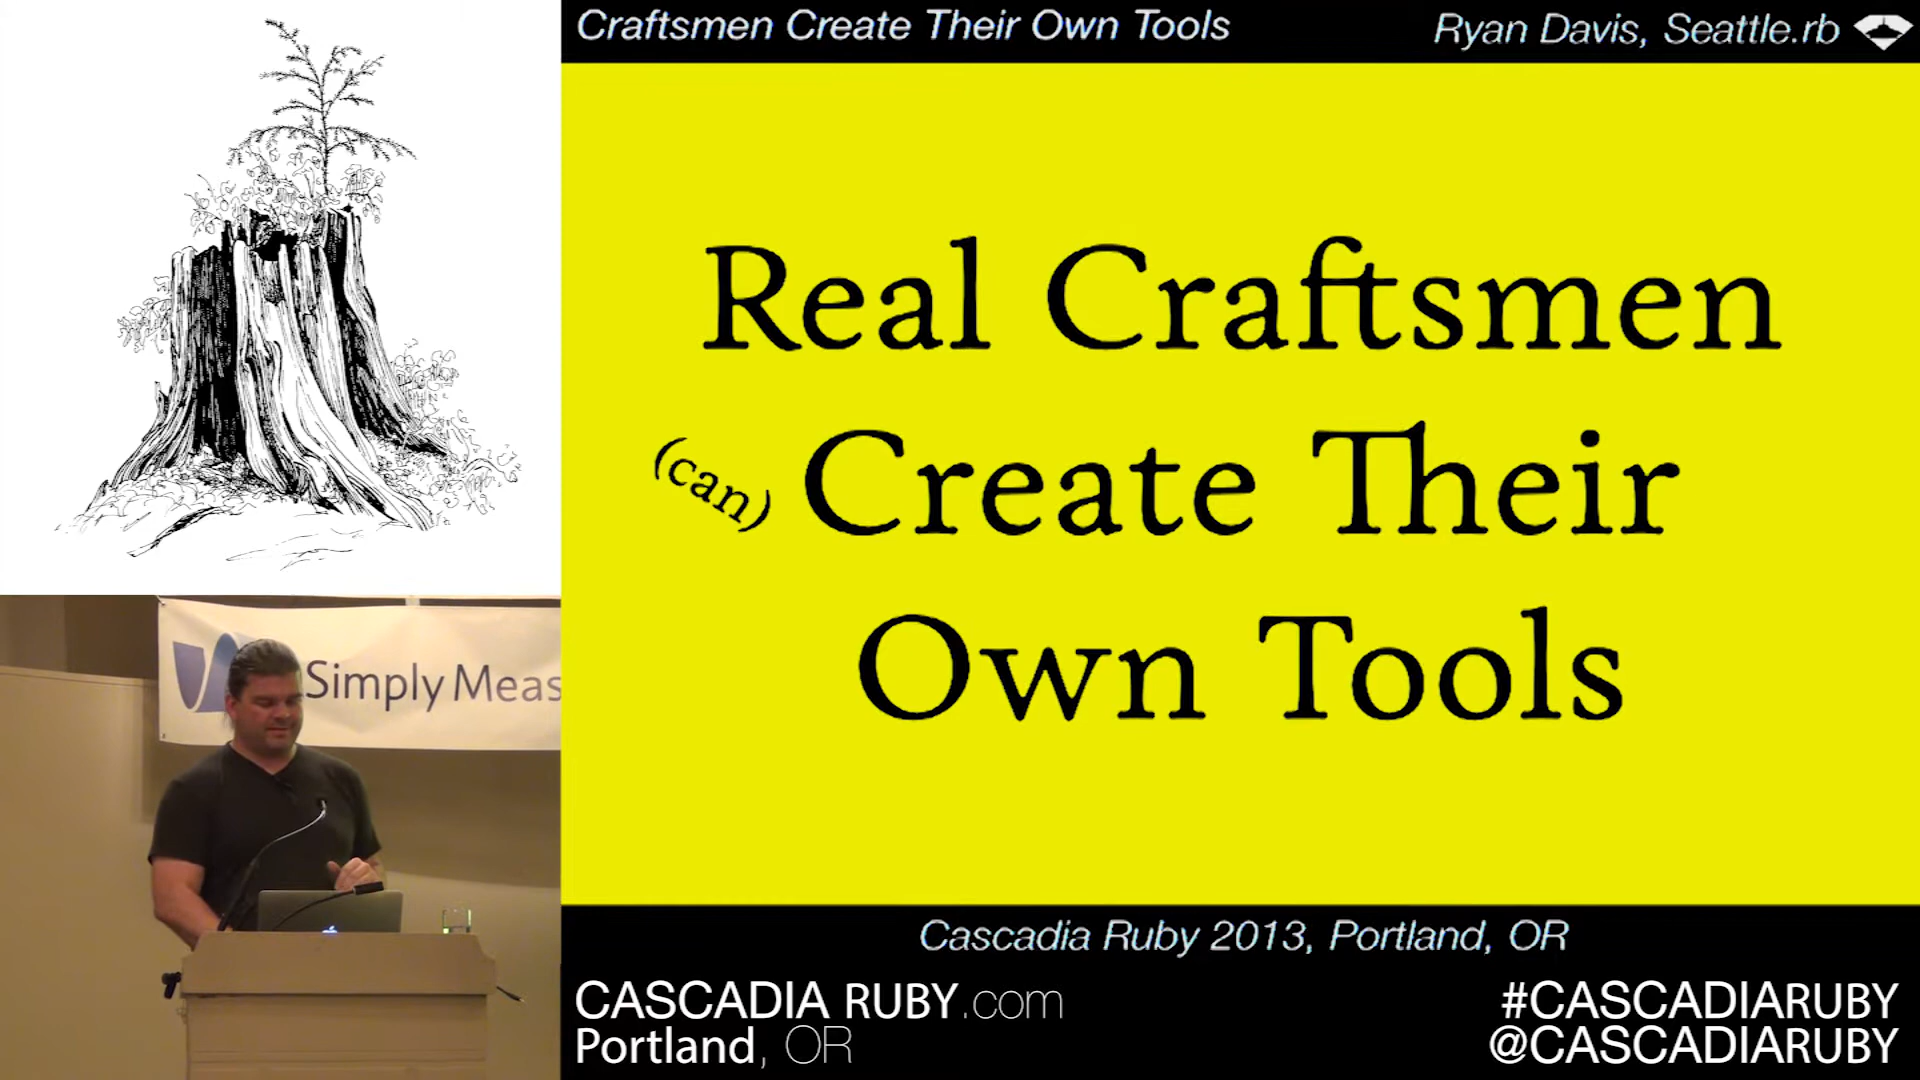 Craftsmen Create Their Own Tools
Ryan Davis, Seattle.rb
Real Craftsmen
(can) Create Their
Own Tools
Simply Meas
Cascadia Ruby 2013, Portland, OR
CASCADIA RUBY.com
Portland, OR
#CASCADIARUBY
@CASCADIARUBY